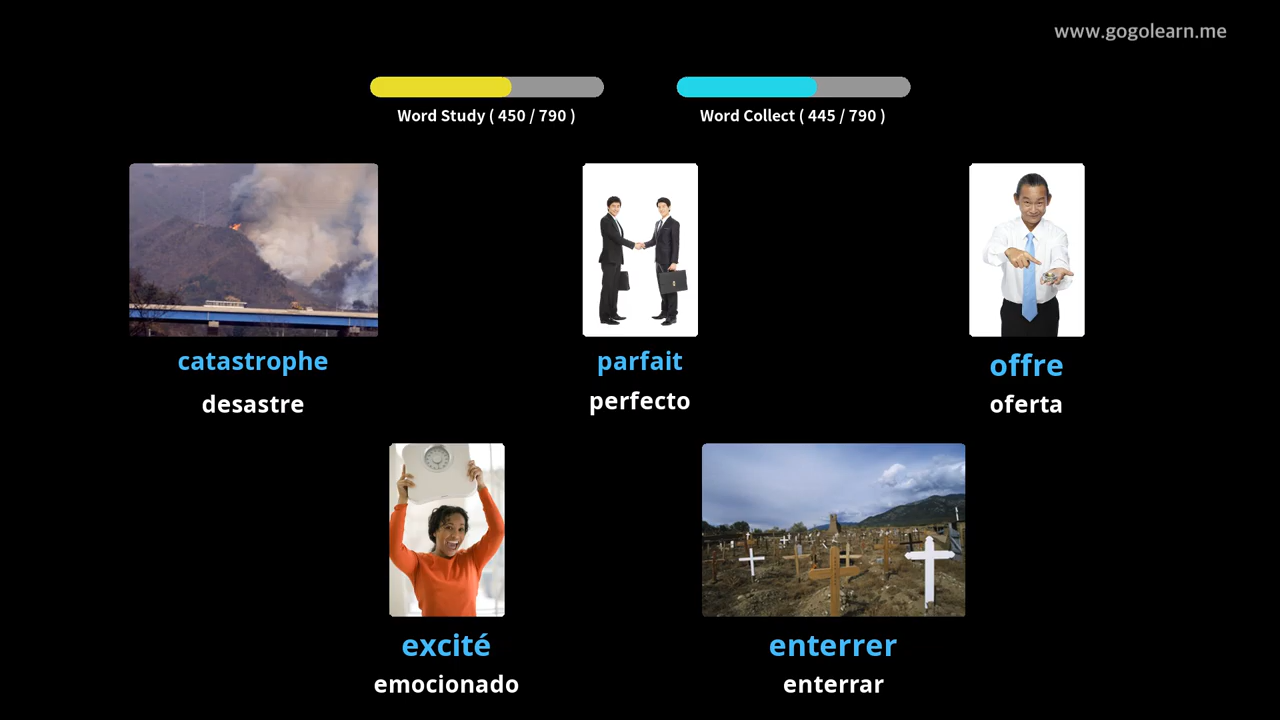 www.gogolearn.me
Word Study ( 450 / 790 )
Word Collect ( 445 / 790 )
catastrophe
desastre
parfait
perfecto
offre
oferta
excité
emocionado
enterrer
enterrar